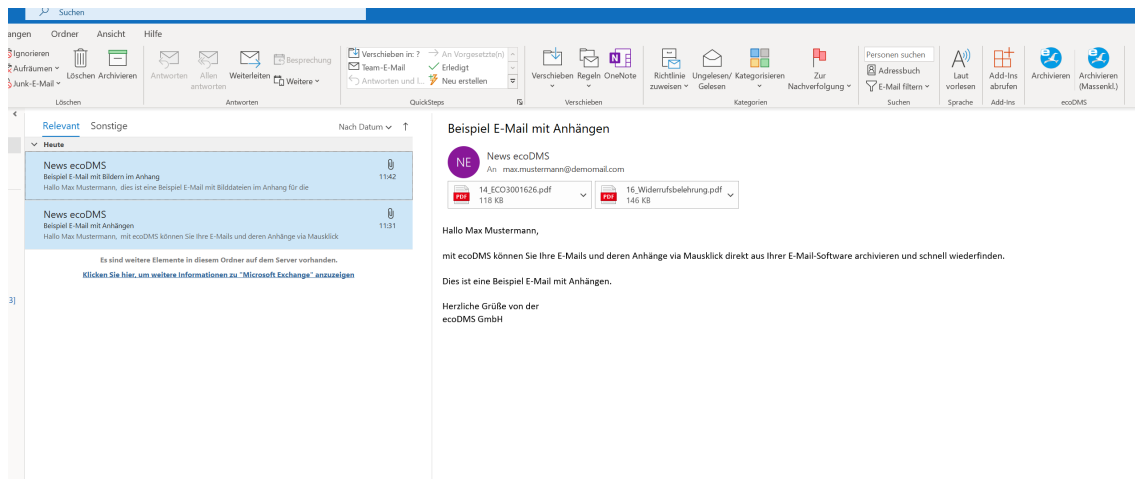 Suchen
Ordner Ansicht Hilfe
Ignorieren
Aufräumen
Junk-E-Mail
Löschen Archivieren
Löschen
Antworten Allen antworten Weiterleiten
Besprechung
Weitere
Antworten
Verschieben in: ? An Vorgesetzte(n)
Team-E-Mail Erledigt
Antworten und l... Neu erstellen
QuickSteps
Verschieben Regeln OneNote
Verschieben
Richtlinie zuweisen Ungelesen/ Gelesen Kategorisieren Zur Nachverfolgung
Kategorien
Personen suchen
Adressbuch
E-Mail filtern
Suchen
Laut vorlesen
Sprache
Add-Ins abrufen
Add-Ins
Archivieren Archivieren (Massenkl.)
ecoDMS
Relevant Sonstige Nach Datum
Heute
News ecoDMS
Beispiel E-Mail mit Bildern im Anhang 11:42
Hallo Max Mustermann, dies ist eine Beispiel E-Mail mit Bilddateien im Anhang für die
News ecoDMS
Beispiel E-Mail mit Anhängen 11:31
Hallo Max Mustermann, mit ecoDMS können Sie Ihre E-Mails und deren Anhänge via Mausklick
Es sind weitere Elemente in diesem Ordner auf dem Server vorhanden.
Klicken Sie hier, um weitere Informationen zu "Microsoft Exchange" anzuzeigen
3]
Beispiel E-Mail mit Anhängen
NE
News ecoDMS
An max.mustermann@demomail.com
PDF 14_ECO3001626.pdf
118 KB
PDF 16_Widerrufsbelehrung.pdf
146 KB
Hallo Max Mustermann,
mit ecoDMS können Sie Ihre E-Mails und deren Anhänge via Mausklick direkt aus Ihrer E-Mail-Software archivieren und schnell wiederfinden.
Dies ist eine Beispiel E-Mail mit Anhängen.
Herzliche Grüße von der
ecoDMS GmbH